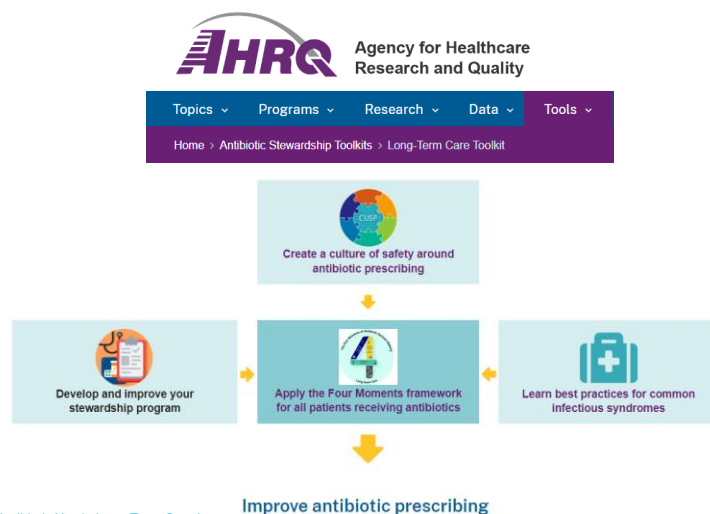 AHRQ
Agency for Healthcare
Research and Quality
Topics
Programs
Research
Data
Tools
Home > Antibiotic Stewardship Toolkits > Long-Term Care Toolkit
CUSP
Create a culture of safety around
antibiotic prescribing
Develop and improve your
stewardship program
Apply the Four Moments framework
for all patients receiving antibiotics
Learn best practices for common
infectious syndromes
Improve antibiotic prescribing